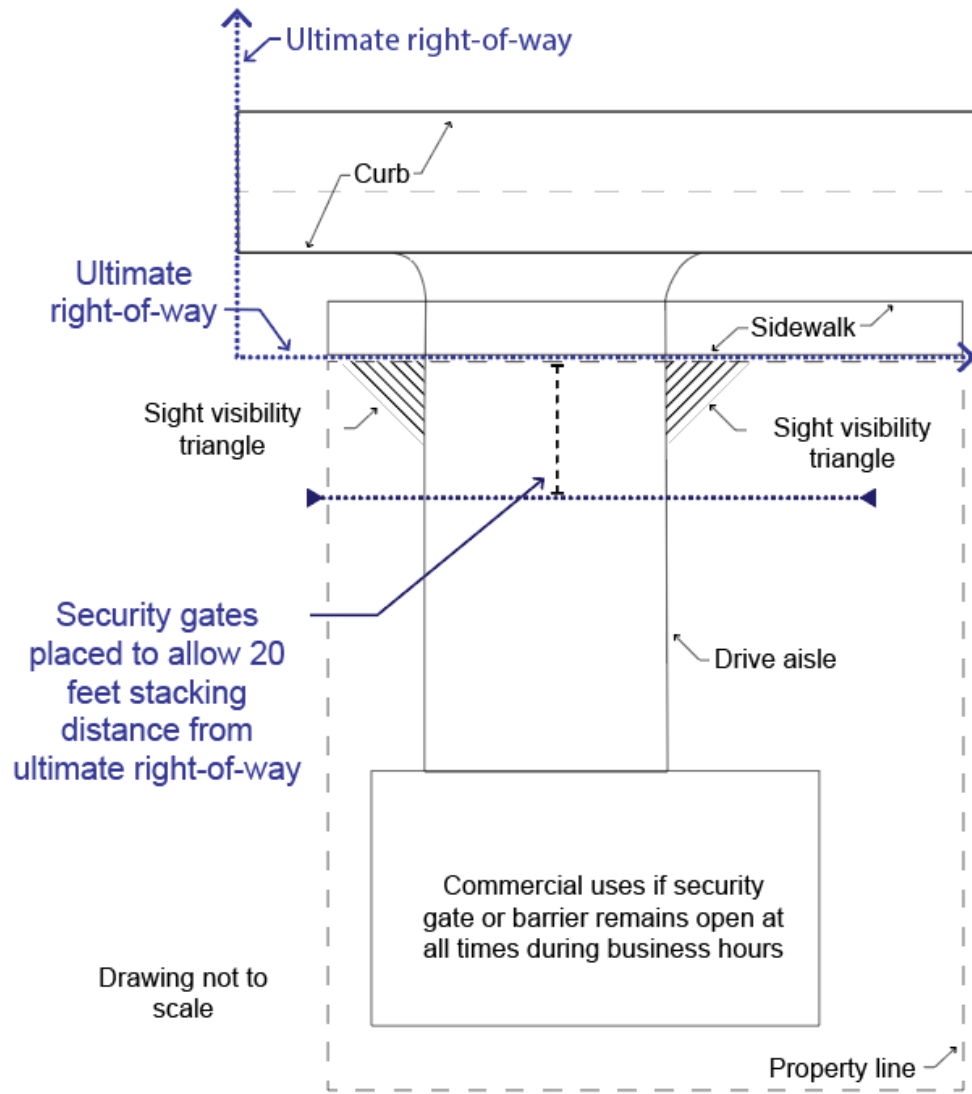 Ultimate right-of-way
Curb
Ultimate
right-of-way
Sidewalk
Sight visibility
triangle
Sight visibility
triangle
Security gates
placed to allow 20
feet stacking
distance from
ultimate right-of-way
Drive aisle
Commercial uses if security
gate or barrier remains open at
all times during business hours
Drawing not to
scale
Property line